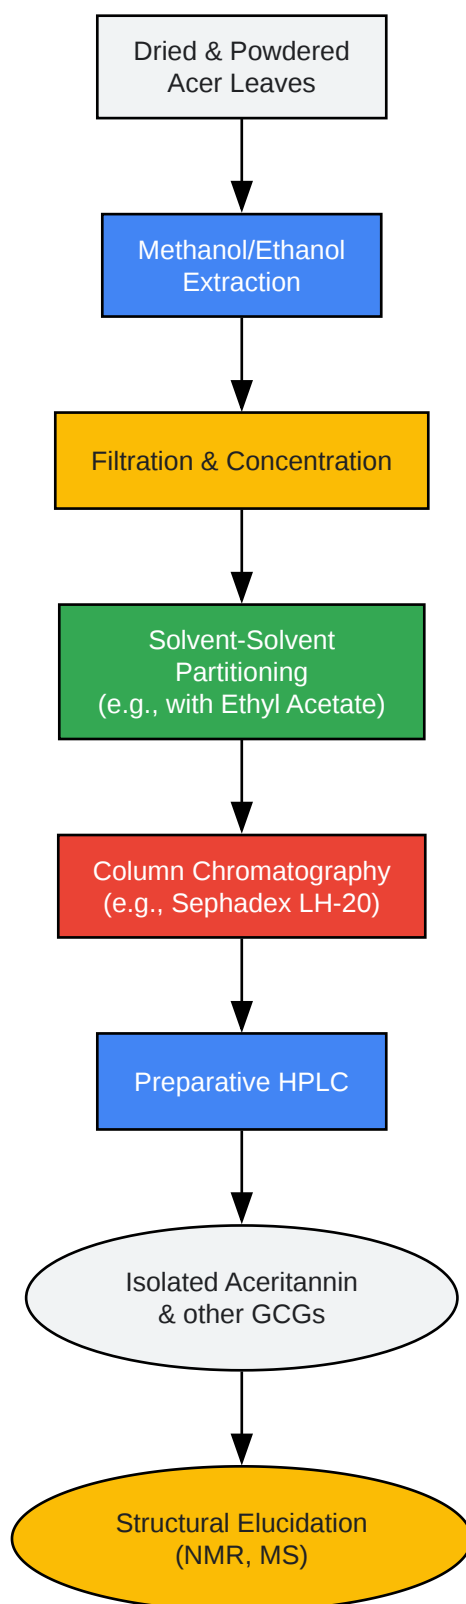 Dried & Powdered
Acer Leaves
Methanol/Ethanol
Extraction
Filtration & Concentration
Solvent-Solvent
Partitioning
(e.g., with Ethyl Acetate)
Column Chromatography
(e.g., Sephadex LH-20)
Preparative HPLC
Isolated Aceritannin
& other GCGs
Structural Elucidation
(NMR, MS)